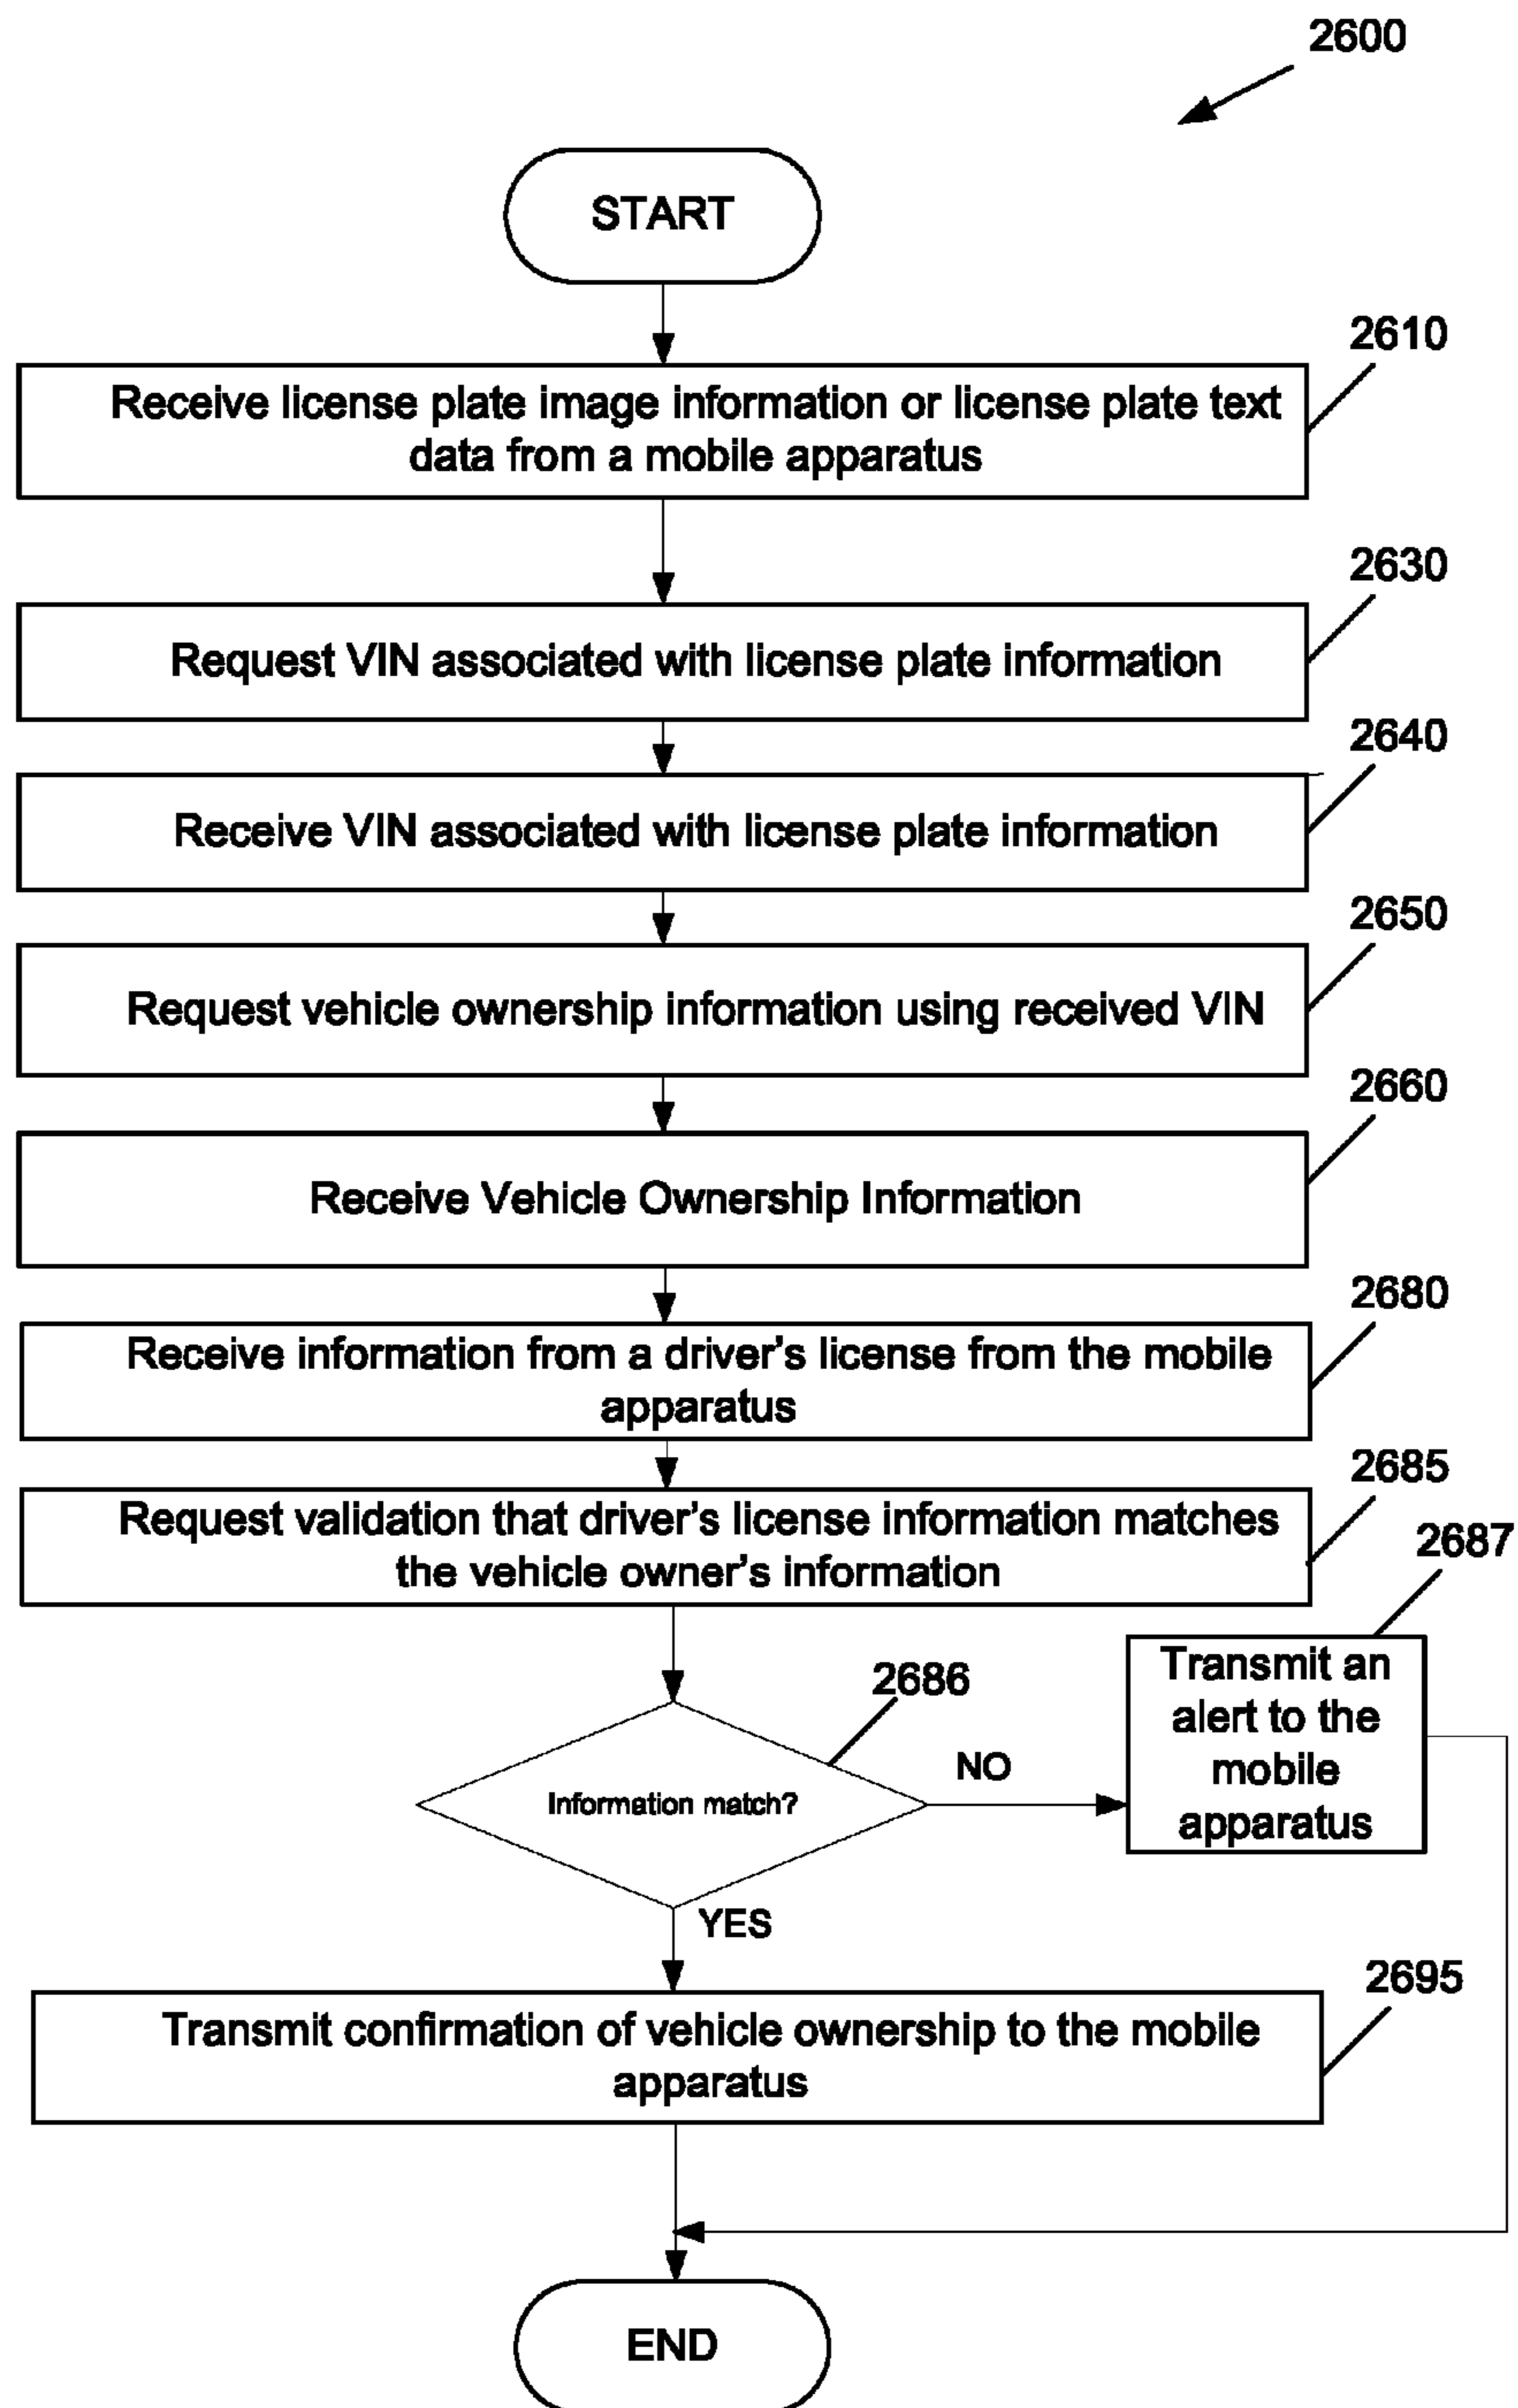 2600
START
2610
Receive license plate image information or license plate text
data from a mobile apparatus
2630
Request VIN associated with license plate information
2640
Receive VIN associated with license plate information
2650
Request vehicle ownership information using received VIN
2660
Receive Vehicle Ownership Information
2680
Receive information from a driver’s license from the mobile
apparatus
2685
Request validation that driver’s license information matches
the vehicle owner’s information
2687
Transmit an
alert to the
mobile
apparatus
2686
Information match?
NO
YES
2695
Transmit confirmation of vehicle ownership to the mobile
apparatus
END